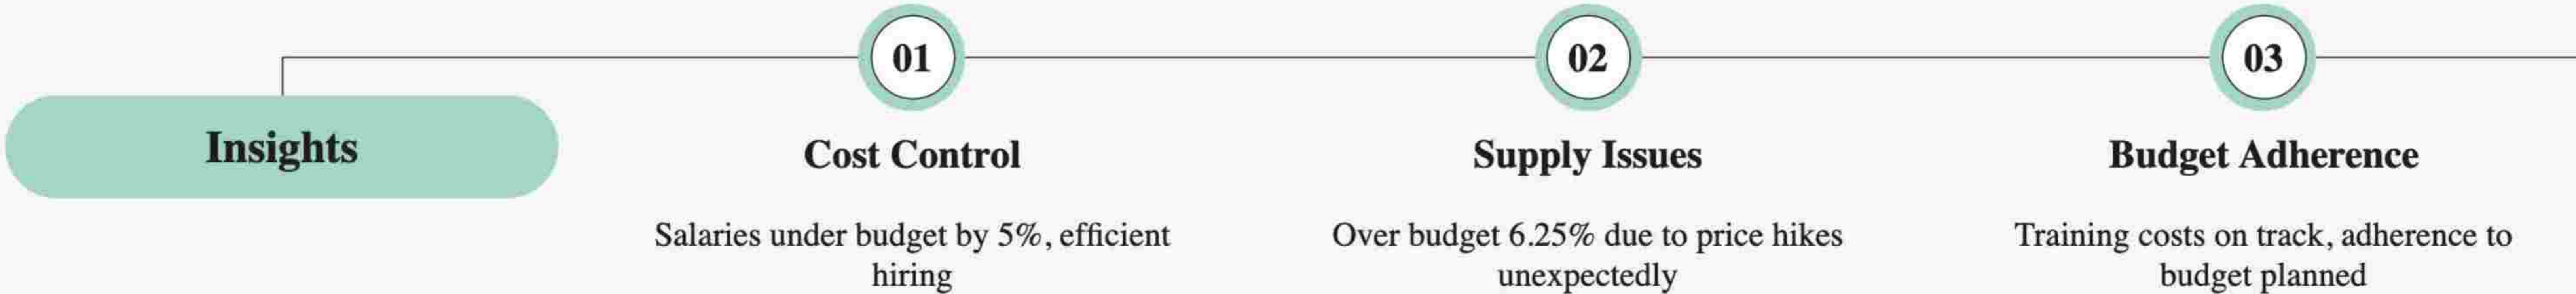 Insights
01
Cost Control
Salaries under budget by 5%, efficient
hiring
02
Supply Issues
Over budget 6.25% due to price hikes
unexpectedly
03
Budget Adherence
Training costs on track, adherence to
budget planned